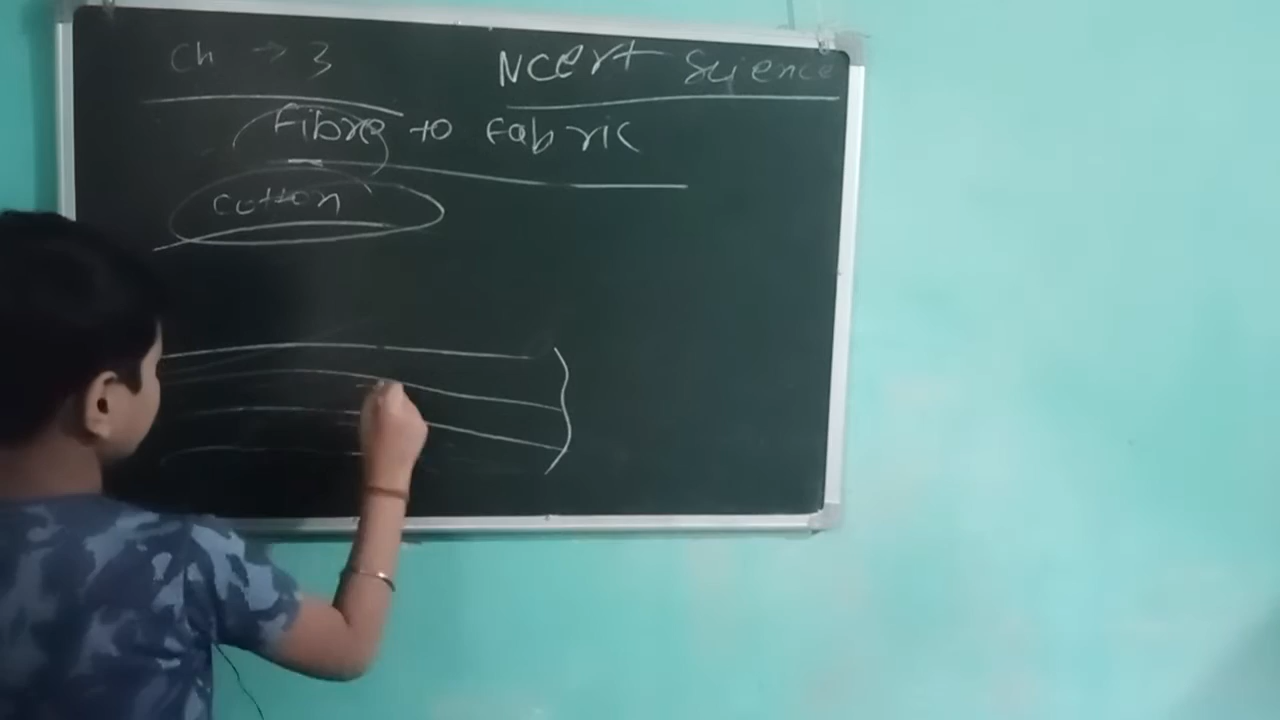 Ch → 3 NCert Science
Fibre to Fabric
cotton